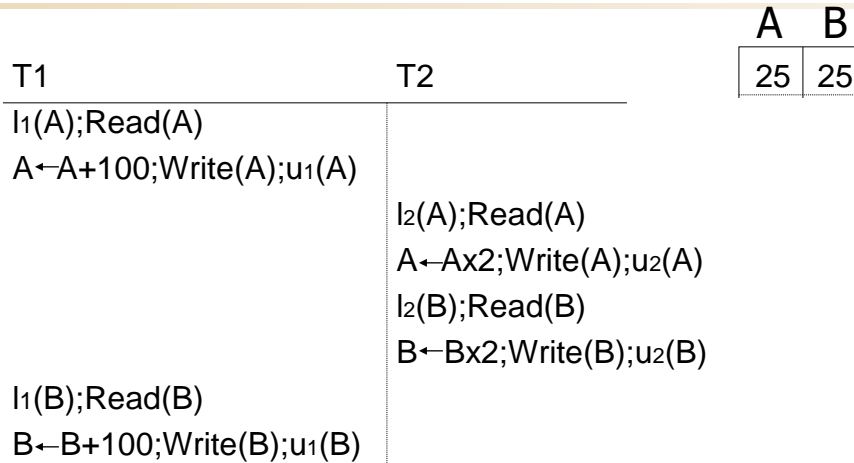 A B
T1 T2 25 25
l1(A);Read(A)
A←A+100;Write(A);u1(A)
l2(A);Read(A)
A←Ax2;Write(A);u2(A)
l2(B);Read(B)
B←Bx2;Write(B);u2(B)
l1(B);Read(B)
B←B+100;Write(B);u1(B)